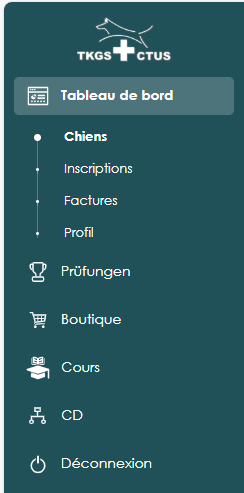 TKGS CTUS
Tableau de bord
Chiens
Inscriptions
Factures
Profil
Prüfungen
Boutique
Cours
CD
Déconnexion